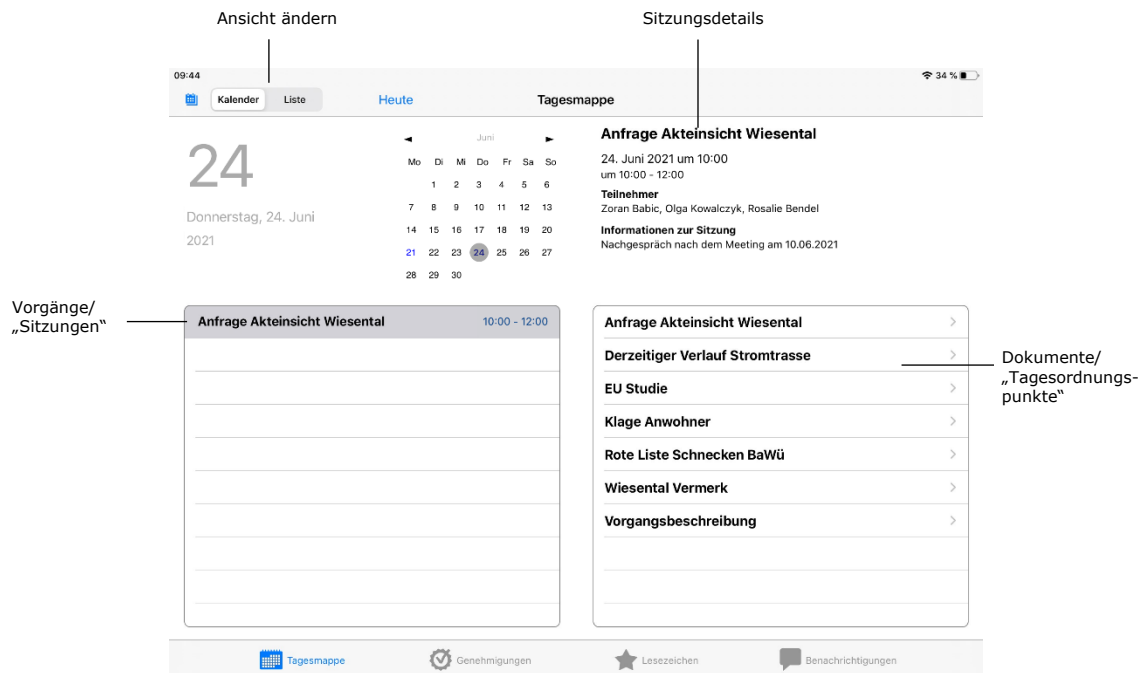 Ansicht ändern
Sitzungsdetails
09:44
34 %
Kalender Liste Heute Tagesmappe
24
Donnerstag, 24. Juni
2021
Juni
Mo Di Mi Do Fr Sa So
1 2 3 4 5 6
7 8 9 10 11 12 13
14 15 16 17 18 19 20
21 22 23 24 25 26 27
28 29 30
Anfrage Akteinsicht Wiesental
24. Juni 2021 um 10:00
um 10:00 - 12:00
Teilnehmer
Zoran Babic, Olga Kowalczyk, Rosalie Bendel
Informationen zur Sitzung
Nachgespräch nach dem Meeting am 10.06.2021
Vorgänge/
„Sitzungen“
Anfrage Akteinsicht Wiesental 10:00 - 12:00
Anfrage Akteinsicht Wiesental
Derzeitiger Verlauf Stromtrasse
EU Studie
Klage Anwohner
Rote Liste Schnecken BaWü
Wiesental Vermerk
Vorgangsbeschreibung
Dokumente/
„Tagesordnungs-
punkte“
Tagesmappe
Genehmigungen
Lesezeichen
Benachrichtigungen